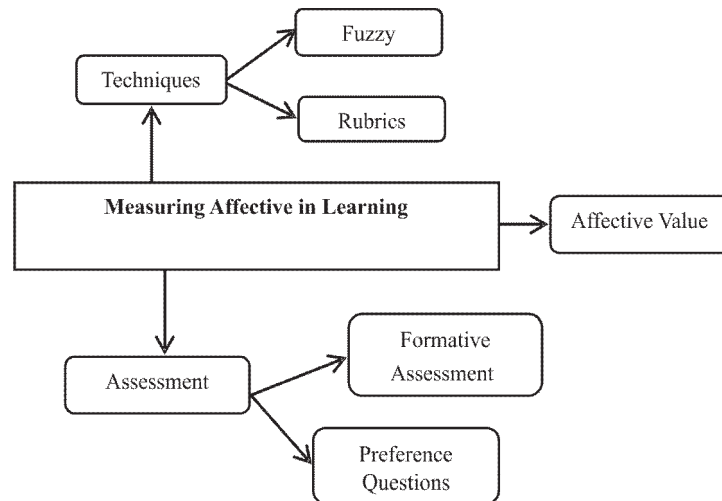 Fuzzy
Techniques
Rubrics
Measuring Affective in Learning
Affective Value
Formative
Assessment
Assessment
Preference
Questions